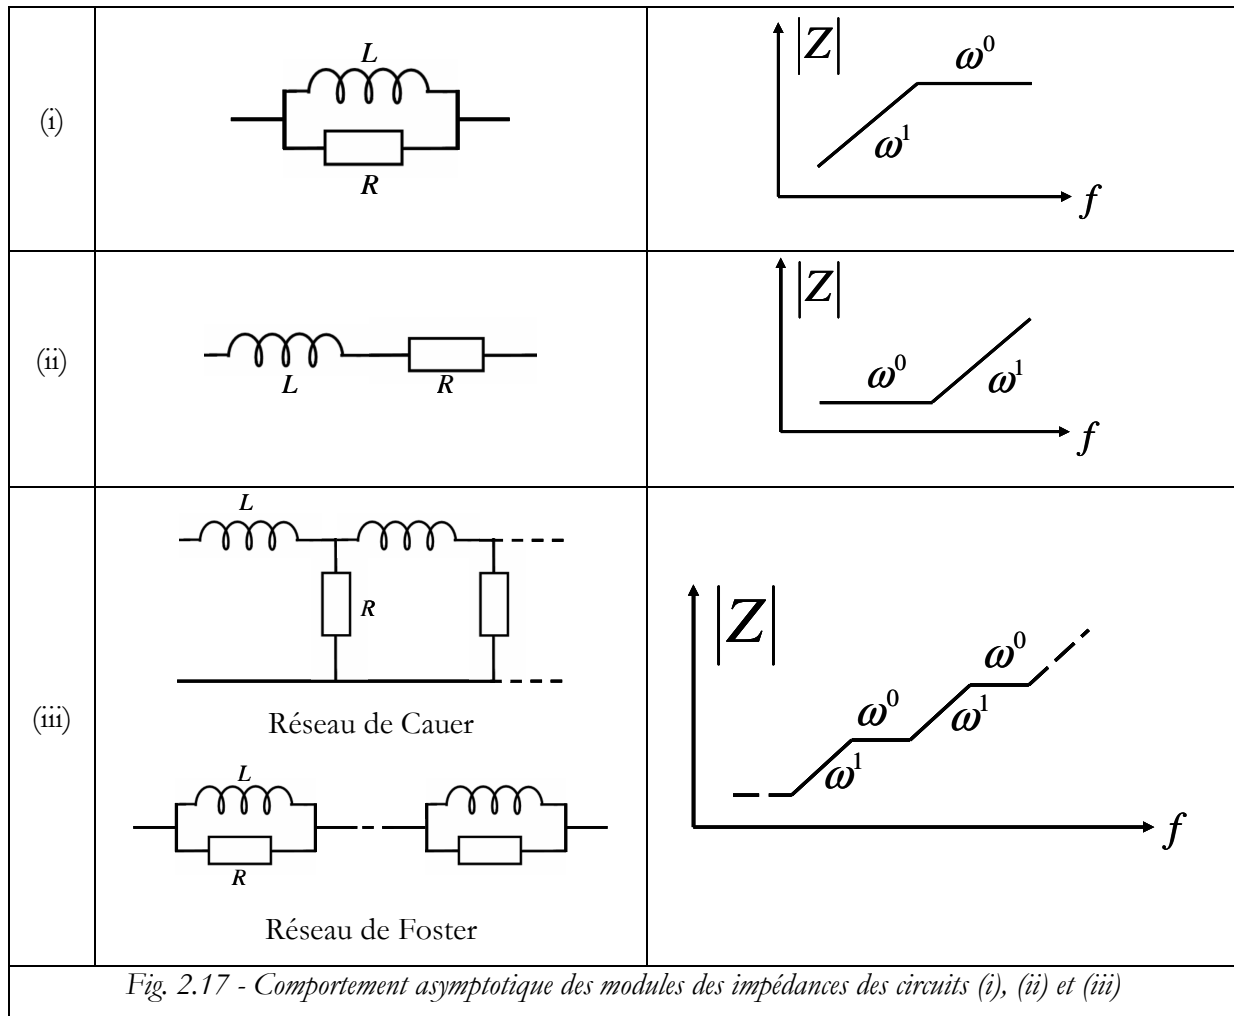 (i)
L
R
|Z|
ω⁰
ω¹
f
(ii)
L
R
|Z|
ω⁰
ω¹
f
(iii)
L
R
Réseau de Cauer
L
R
Réseau de Foster
|Z|
ω⁰
ω⁰
ω¹
ω¹
f
Fig. 2.17 - Comportement asymptotique des modules des impédances des circuits (i), (ii) et (iii)